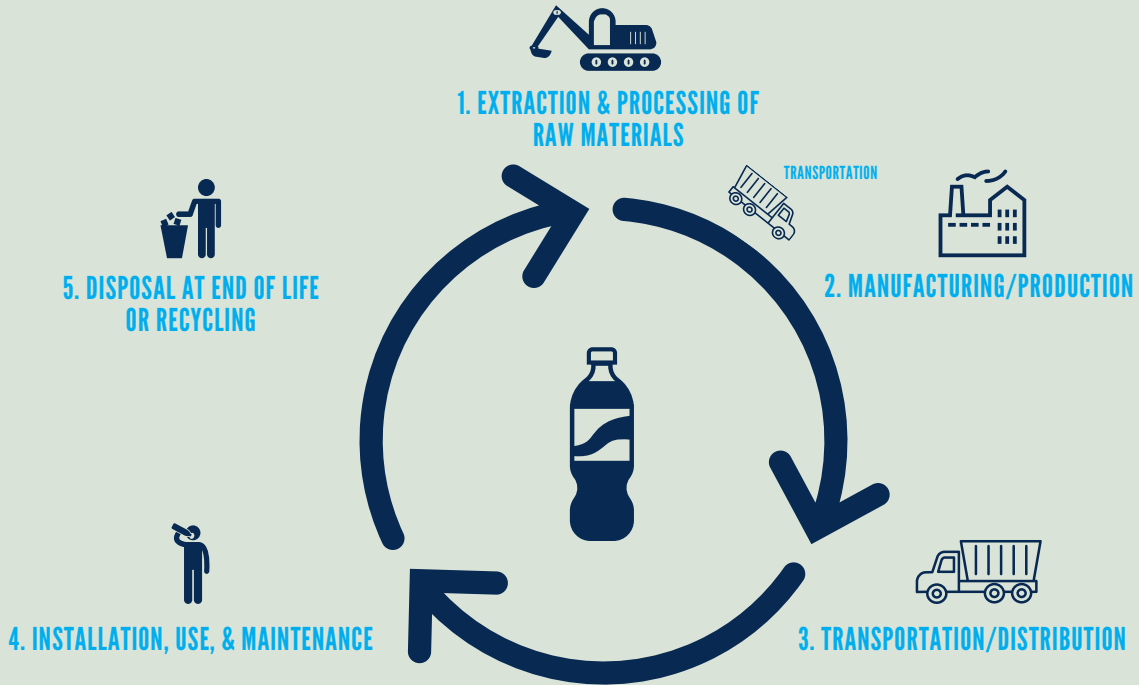 1. EXTRACTION & PROCESSING OF
RAW MATERIALS
TRANSPORTATION
2. MANUFACTURING/PRODUCTION
3. TRANSPORTATION/DISTRIBUTION
4. INSTALLATION, USE, & MAINTENANCE
5. DISPOSAL AT END OF LIFE
OR RECYCLING